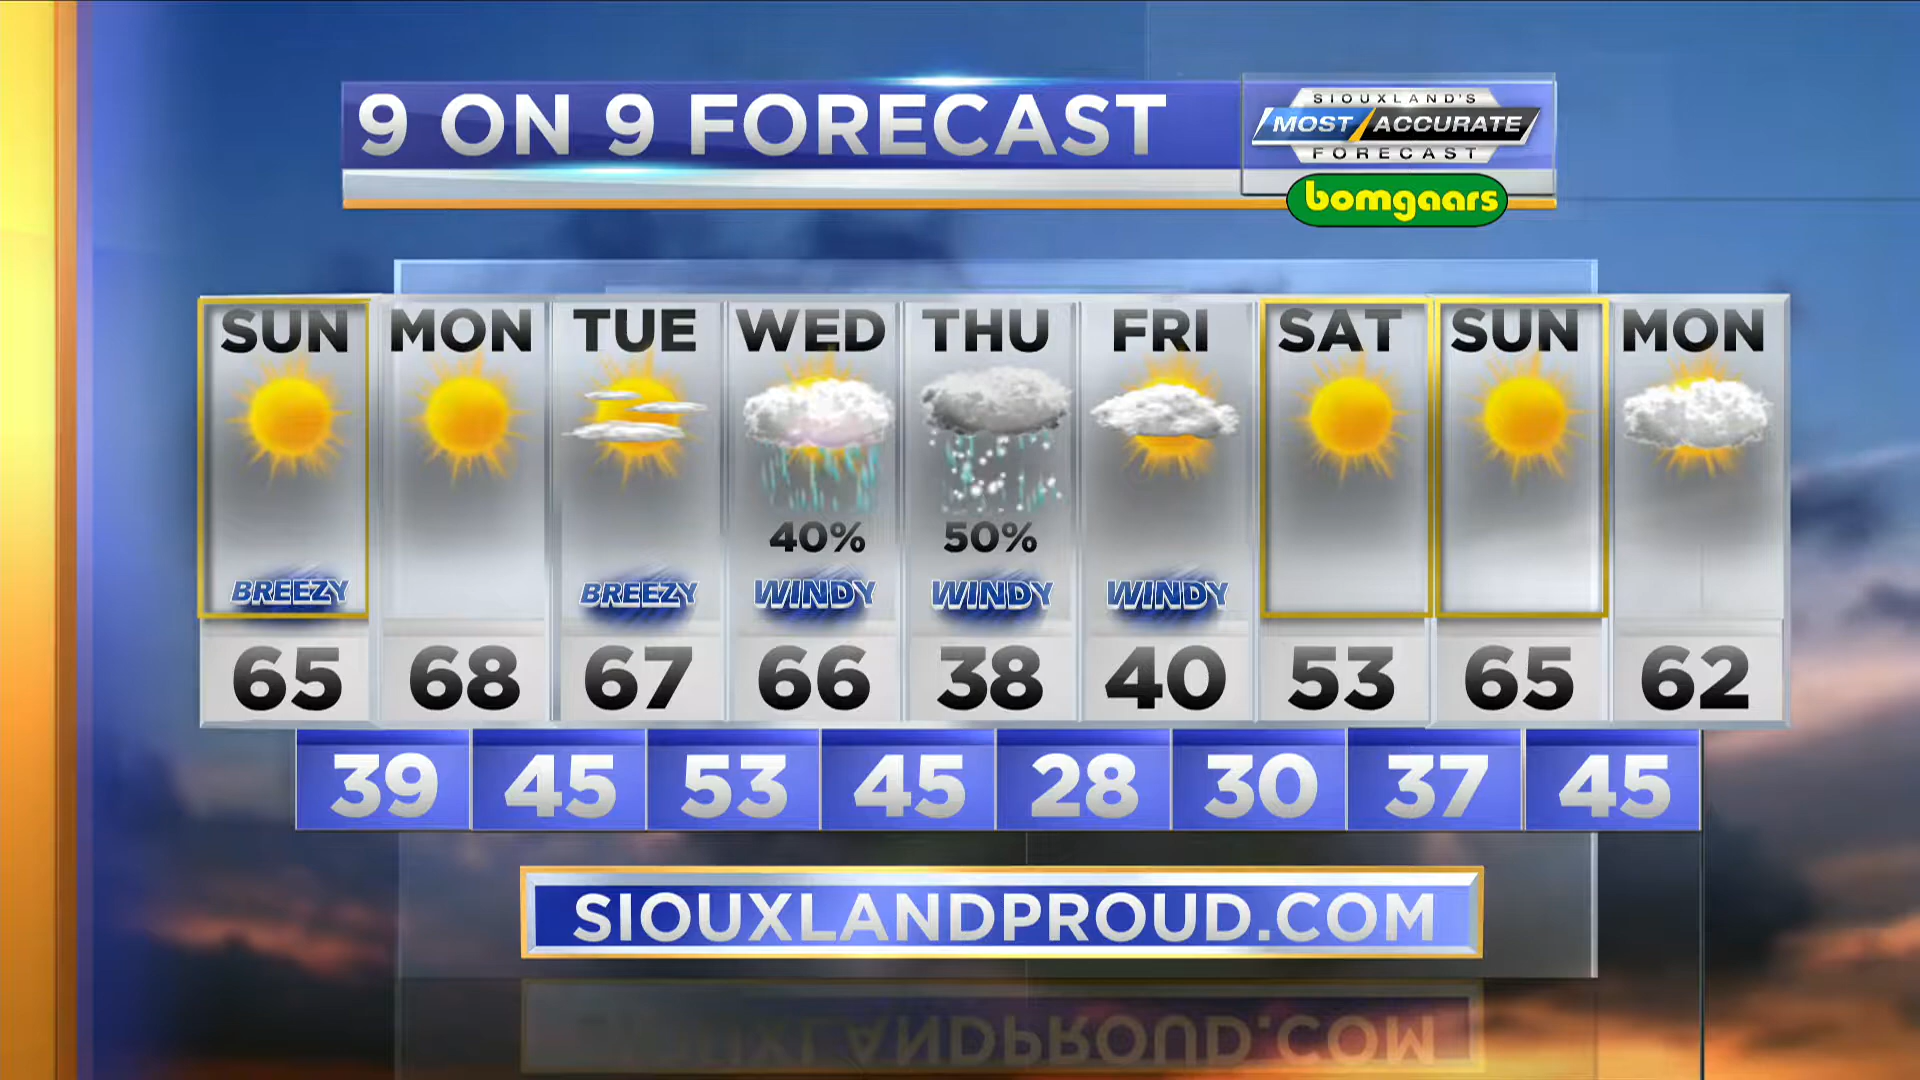 9 ON 9 FORECAST
SIOUXLAND'S
MOST ACCURATE
FORECAST
bomgaars
SUN MON TUE WED THU FRI SAT SUN MON
40% 50%
BREEZY BREEZY WINDY WINDY WINDY
65 68 67 66 38 40 53 65 62
39 45 53 45 28 30 37 45
SIOUXLANDPROUD.COM